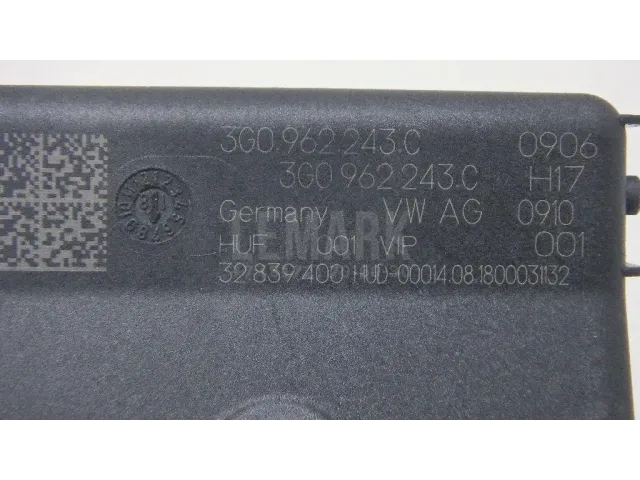 3G0.962.243.C 0906
3G0 962 243.C H17
Germany VW AG 0910
HUF 001 VIP 001
32.839.400 HUD-00014.08.1800031132
LEMARK